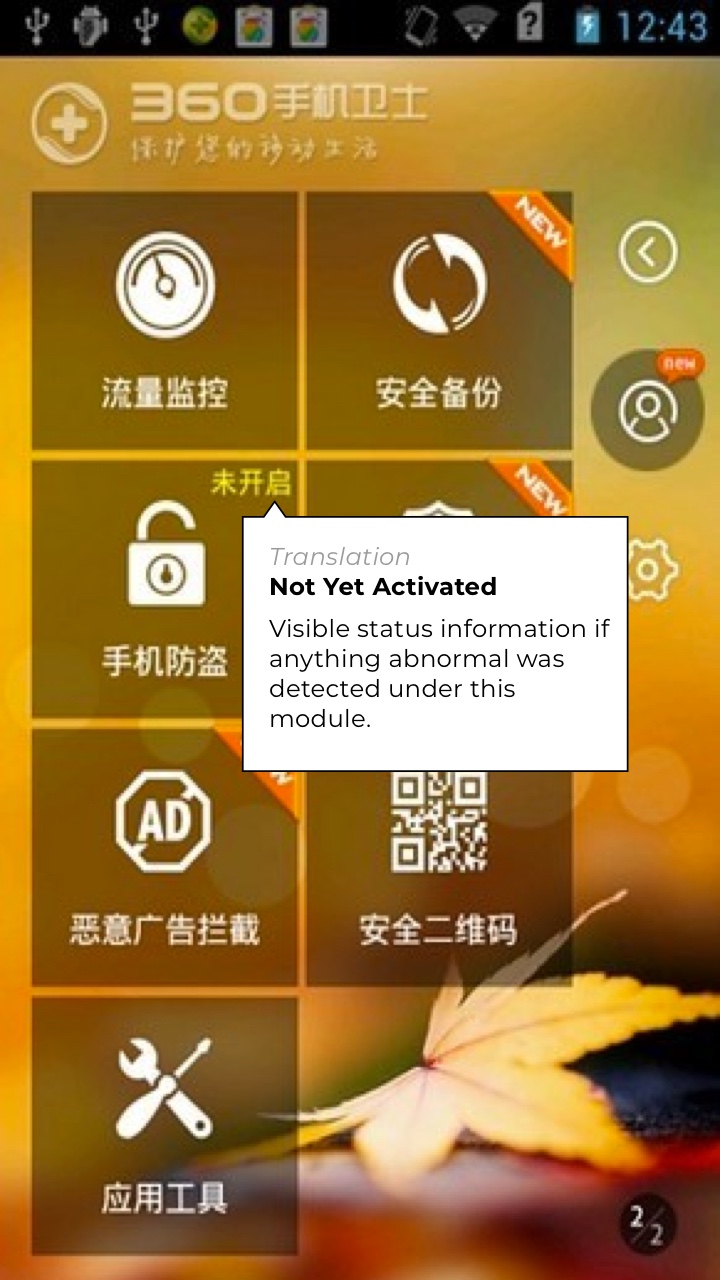 12:43
360手机卫士
保护您的移动生活
NEW
流量监控
安全备份
new
未开启
NEW
手机防盗
Translation
Not Yet Activated
Visible status information if
anything abnormal was
detected under this
module.
AD
恶意广告拦截
安全二维码
应用工具
2/2